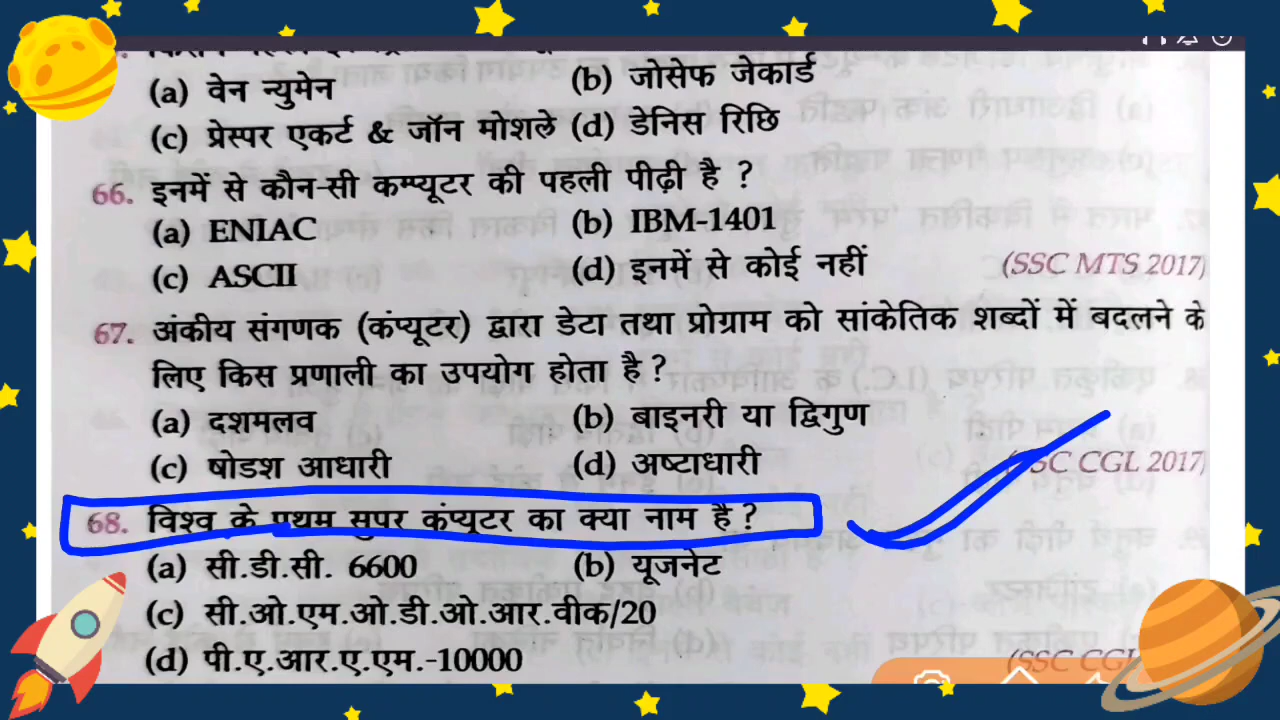 (a) वेन न्युमेन (b) जोसेफ जेकार्ड
(c) प्रेस्पर एकर्ट & जॉन मोशले (d) डेनिस रिछि
66. इनमें से कौन-सी कम्प्यूटर की पहली पीढ़ी है ?
(a) ENIAC (b) IBM-1401
(c) ASCII (d) इनमें से कोई नहीं (SSC MTS 2017)
67. अंकीय संगणक (कंप्यूटर) द्वारा डेटा तथा प्रोग्राम को सांकेतिक शब्दों में बदलने के
लिए किस प्रणाली का उपयोग होता है ?
(a) दशमलव (b) बाइनरी या द्विगुण
(c) षोडश आधारी (d) अष्टाधारी (SSC CGL 2017)
68. विश्व के प्रथम सुपर कंप्यूटर का क्या नाम है ?
(a) सी.डी.सी. 6600 (b) यूजनेट
(c) सी.ओ.एम.ओ.डी.ओ.आर.वीक/20
(d) पी.ए.आर.ए.एम.-10000 (SSC CGL